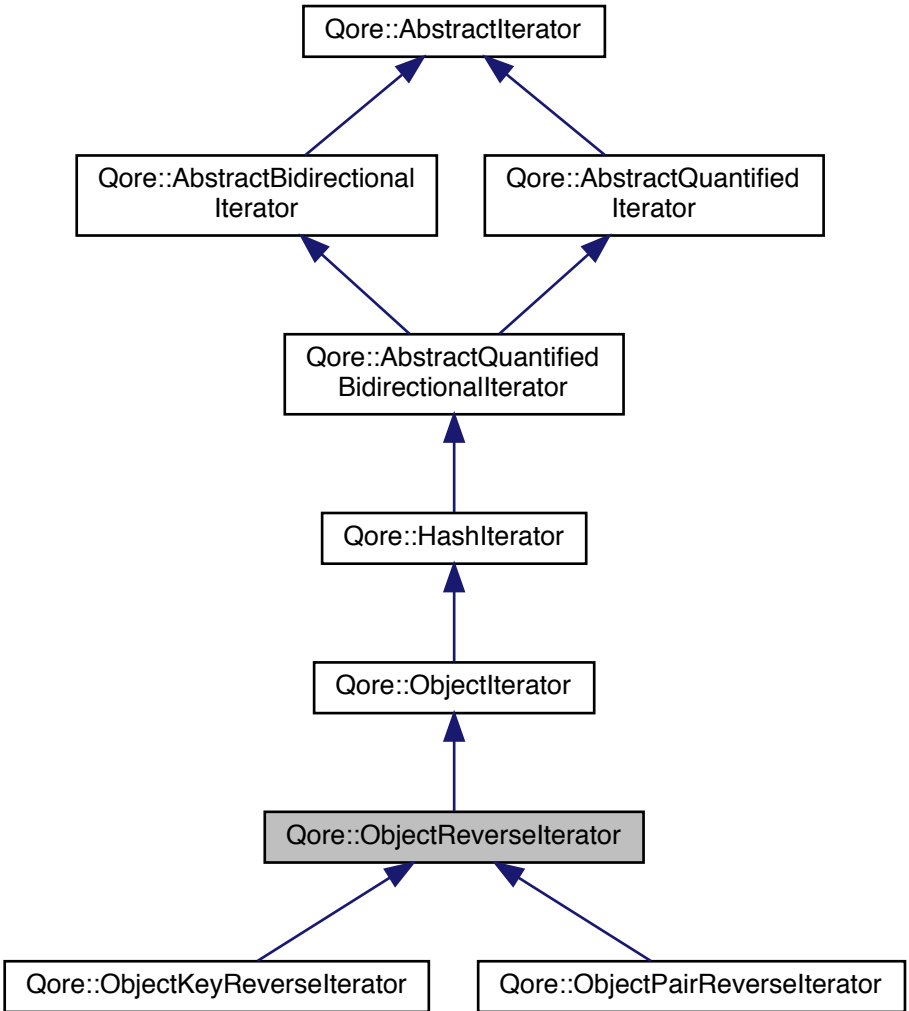 Qore::AbstractIterator
Qore::AbstractBidirectional
Iterator
Qore::AbstractQuantified
Iterator
Qore::AbstractQuantified
BidirectionalIterator
Qore::HashIterator
Qore::ObjectIterator
Qore::ObjectReverseIterator
Qore::ObjectKeyReverseIterator
Qore::ObjectPairReverseIterator